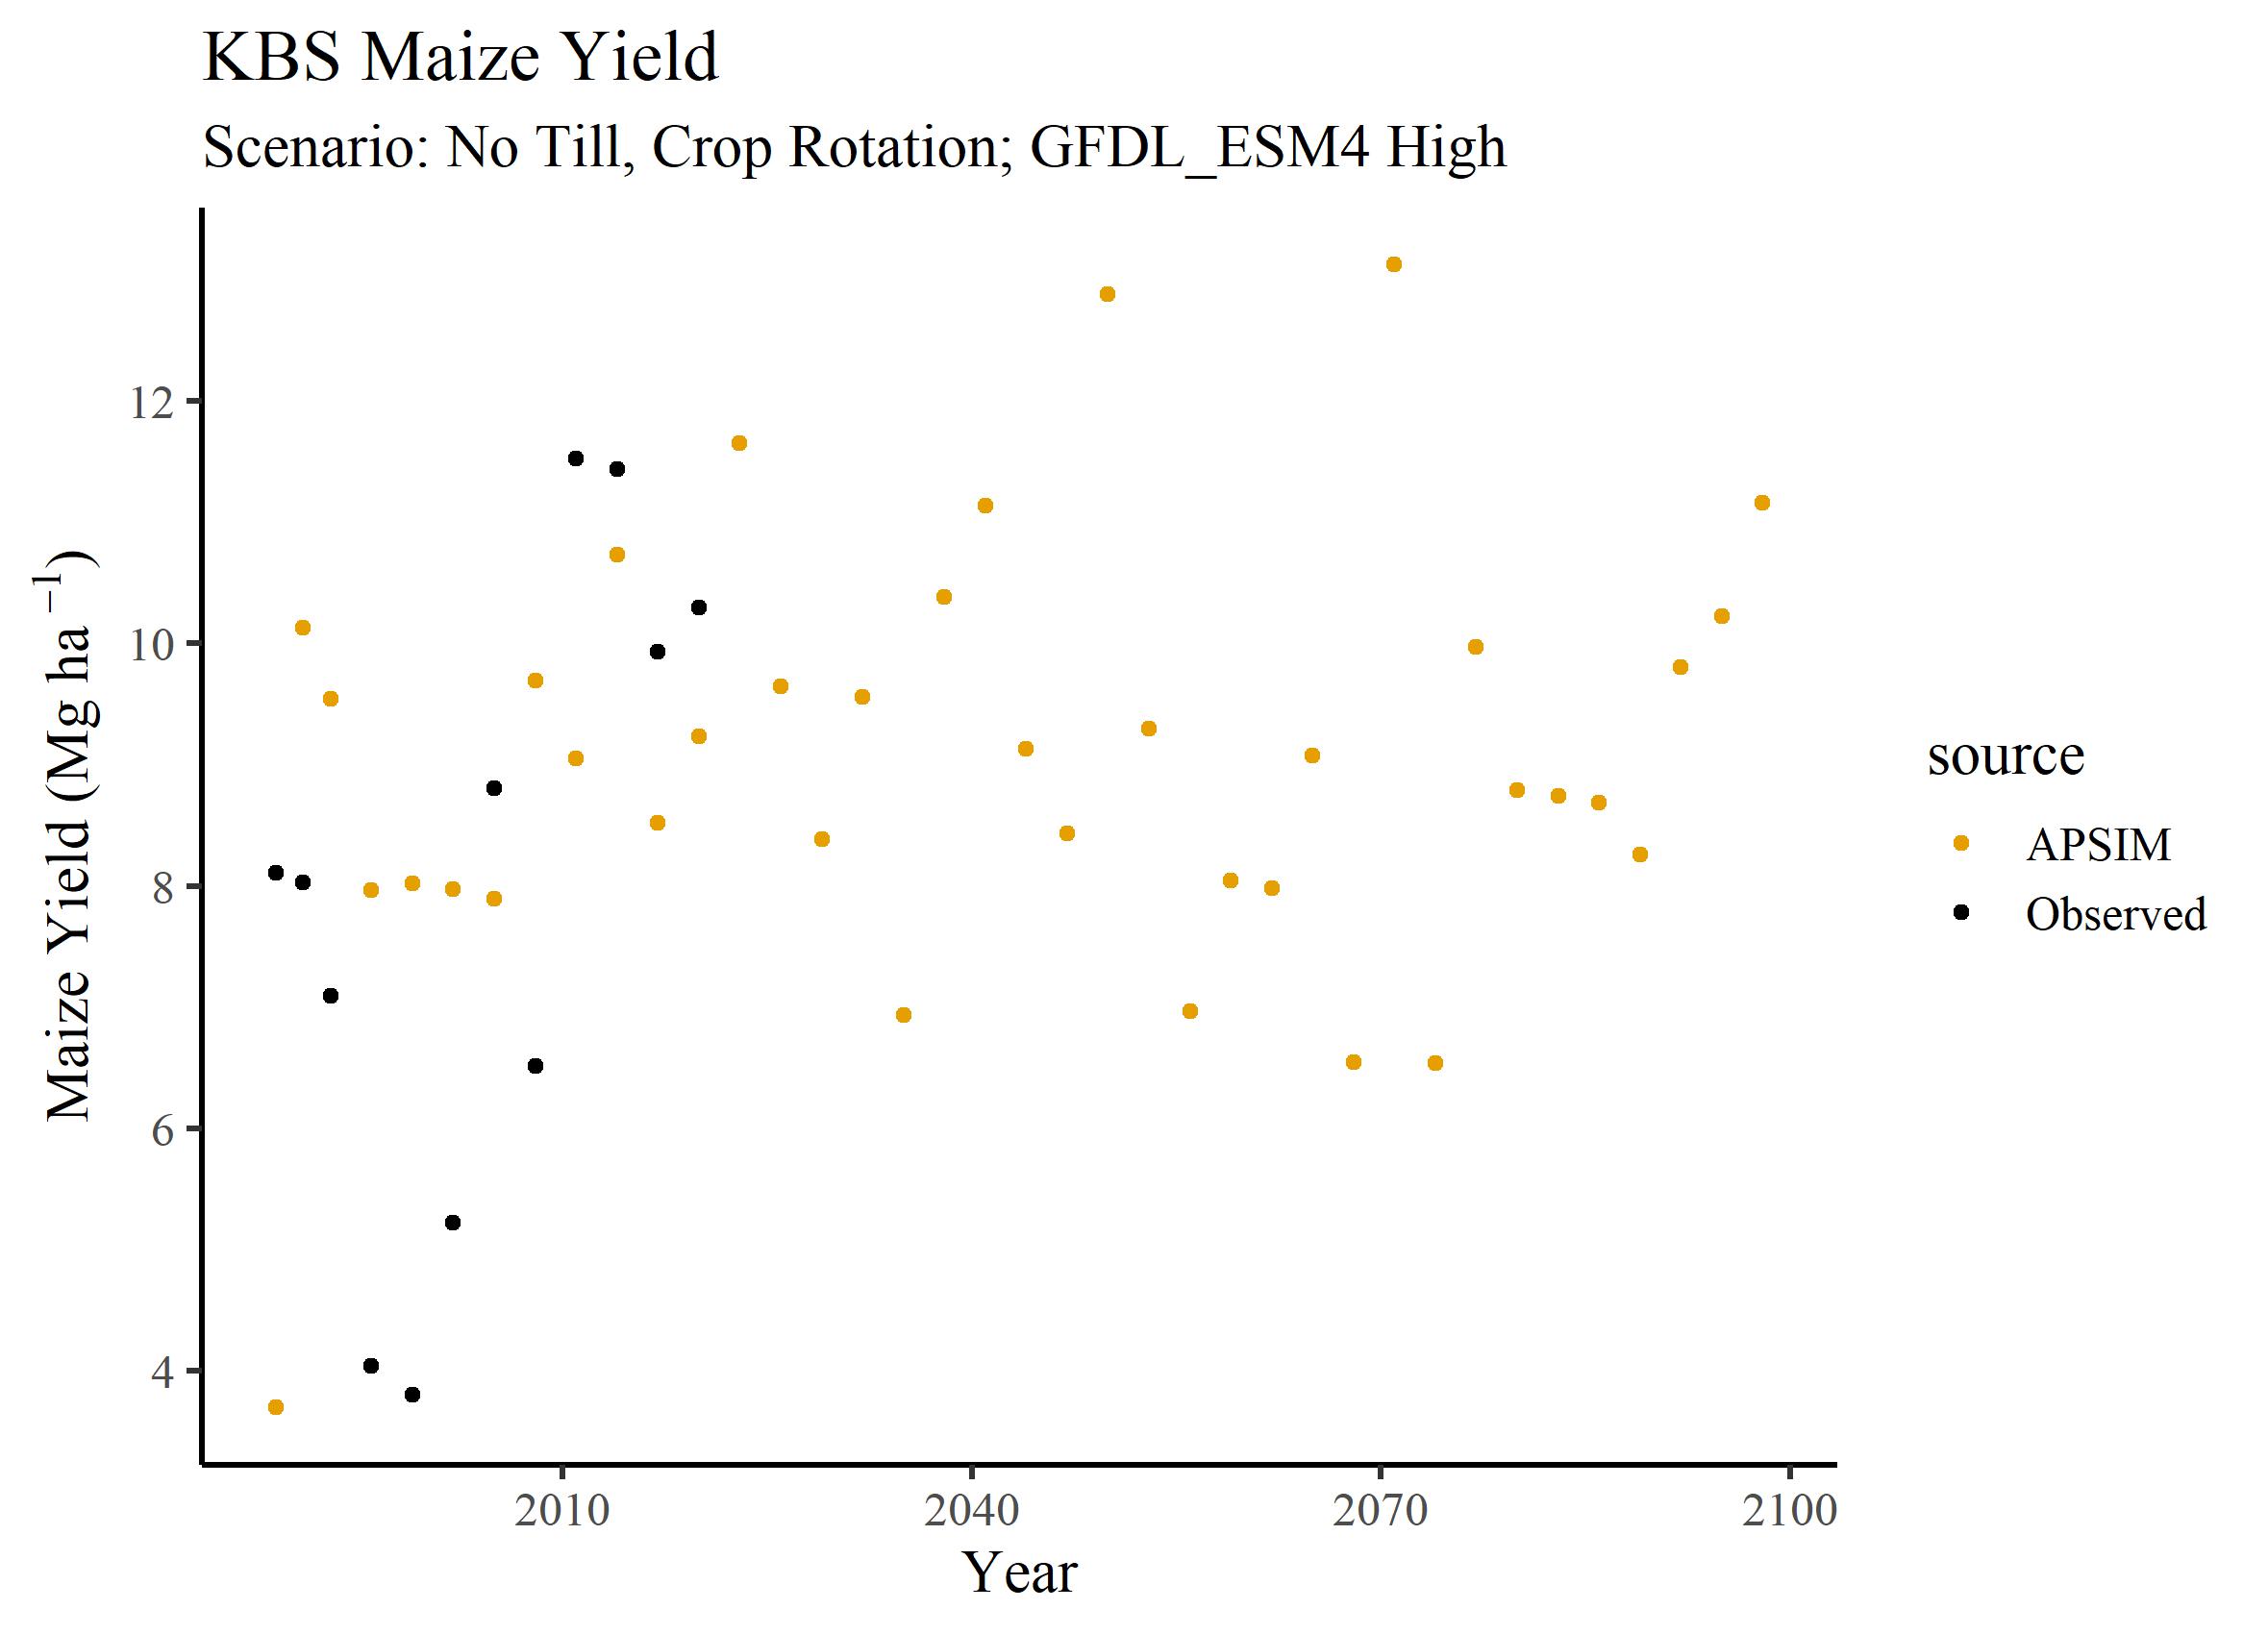 KBS Maize Yield
Scenario: No Till, Crop Rotation; GFDL_ESM4 High
Maize Yield (Mg ha⁻¹)
12
10
8
6
4
2010
2040
2070
2100
Year
source
APSIM
Observed